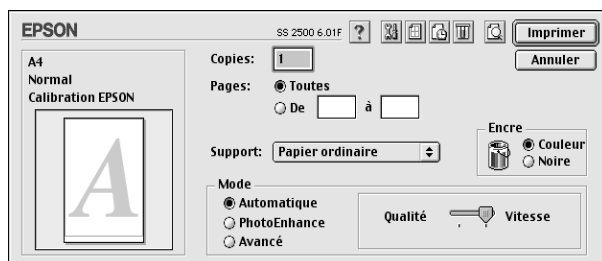 EPSON
SS 2500 6.01F
?
Imprimer
Annuler
A4
Normal
Calibration EPSON
A
Copies: 1
Pages: Toutes
De à
Support: Papier ordinaire
Encre
Couleur
Noire
Mode
Automatique
PhotoEnhance
Avancé
Qualité Vitesse